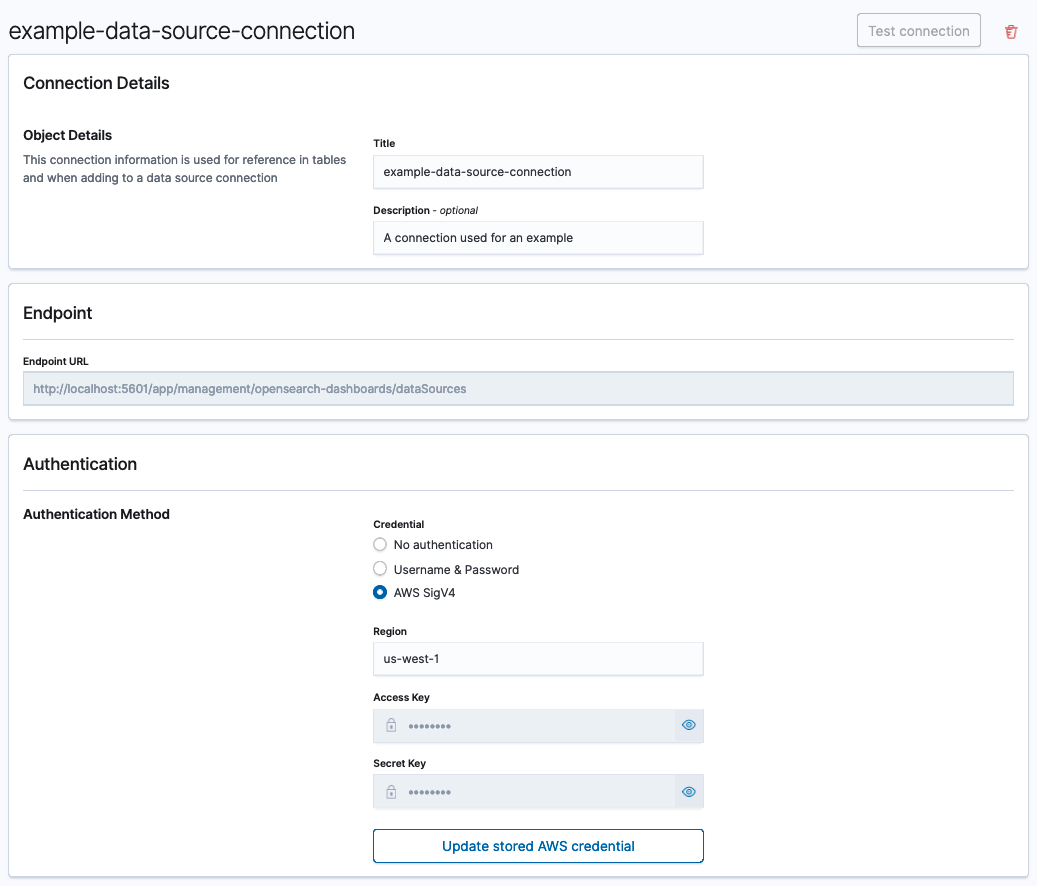 example-data-source-connection
Test connection
Connection Details
Object Details
This connection information is used for reference in tables
and when adding to a data source connection
Title
example-data-source-connection
Description - optional
A connection used for an example
Endpoint
Endpoint URL
http://localhost:5601/app/management/opensearch-dashboards/dataSources
Authentication
Authentication Method
Credential
No authentication
Username & Password
AWS SigV4
Region
us-west-1
Access Key
••••••••
Secret Key
••••••••
Update stored AWS credential